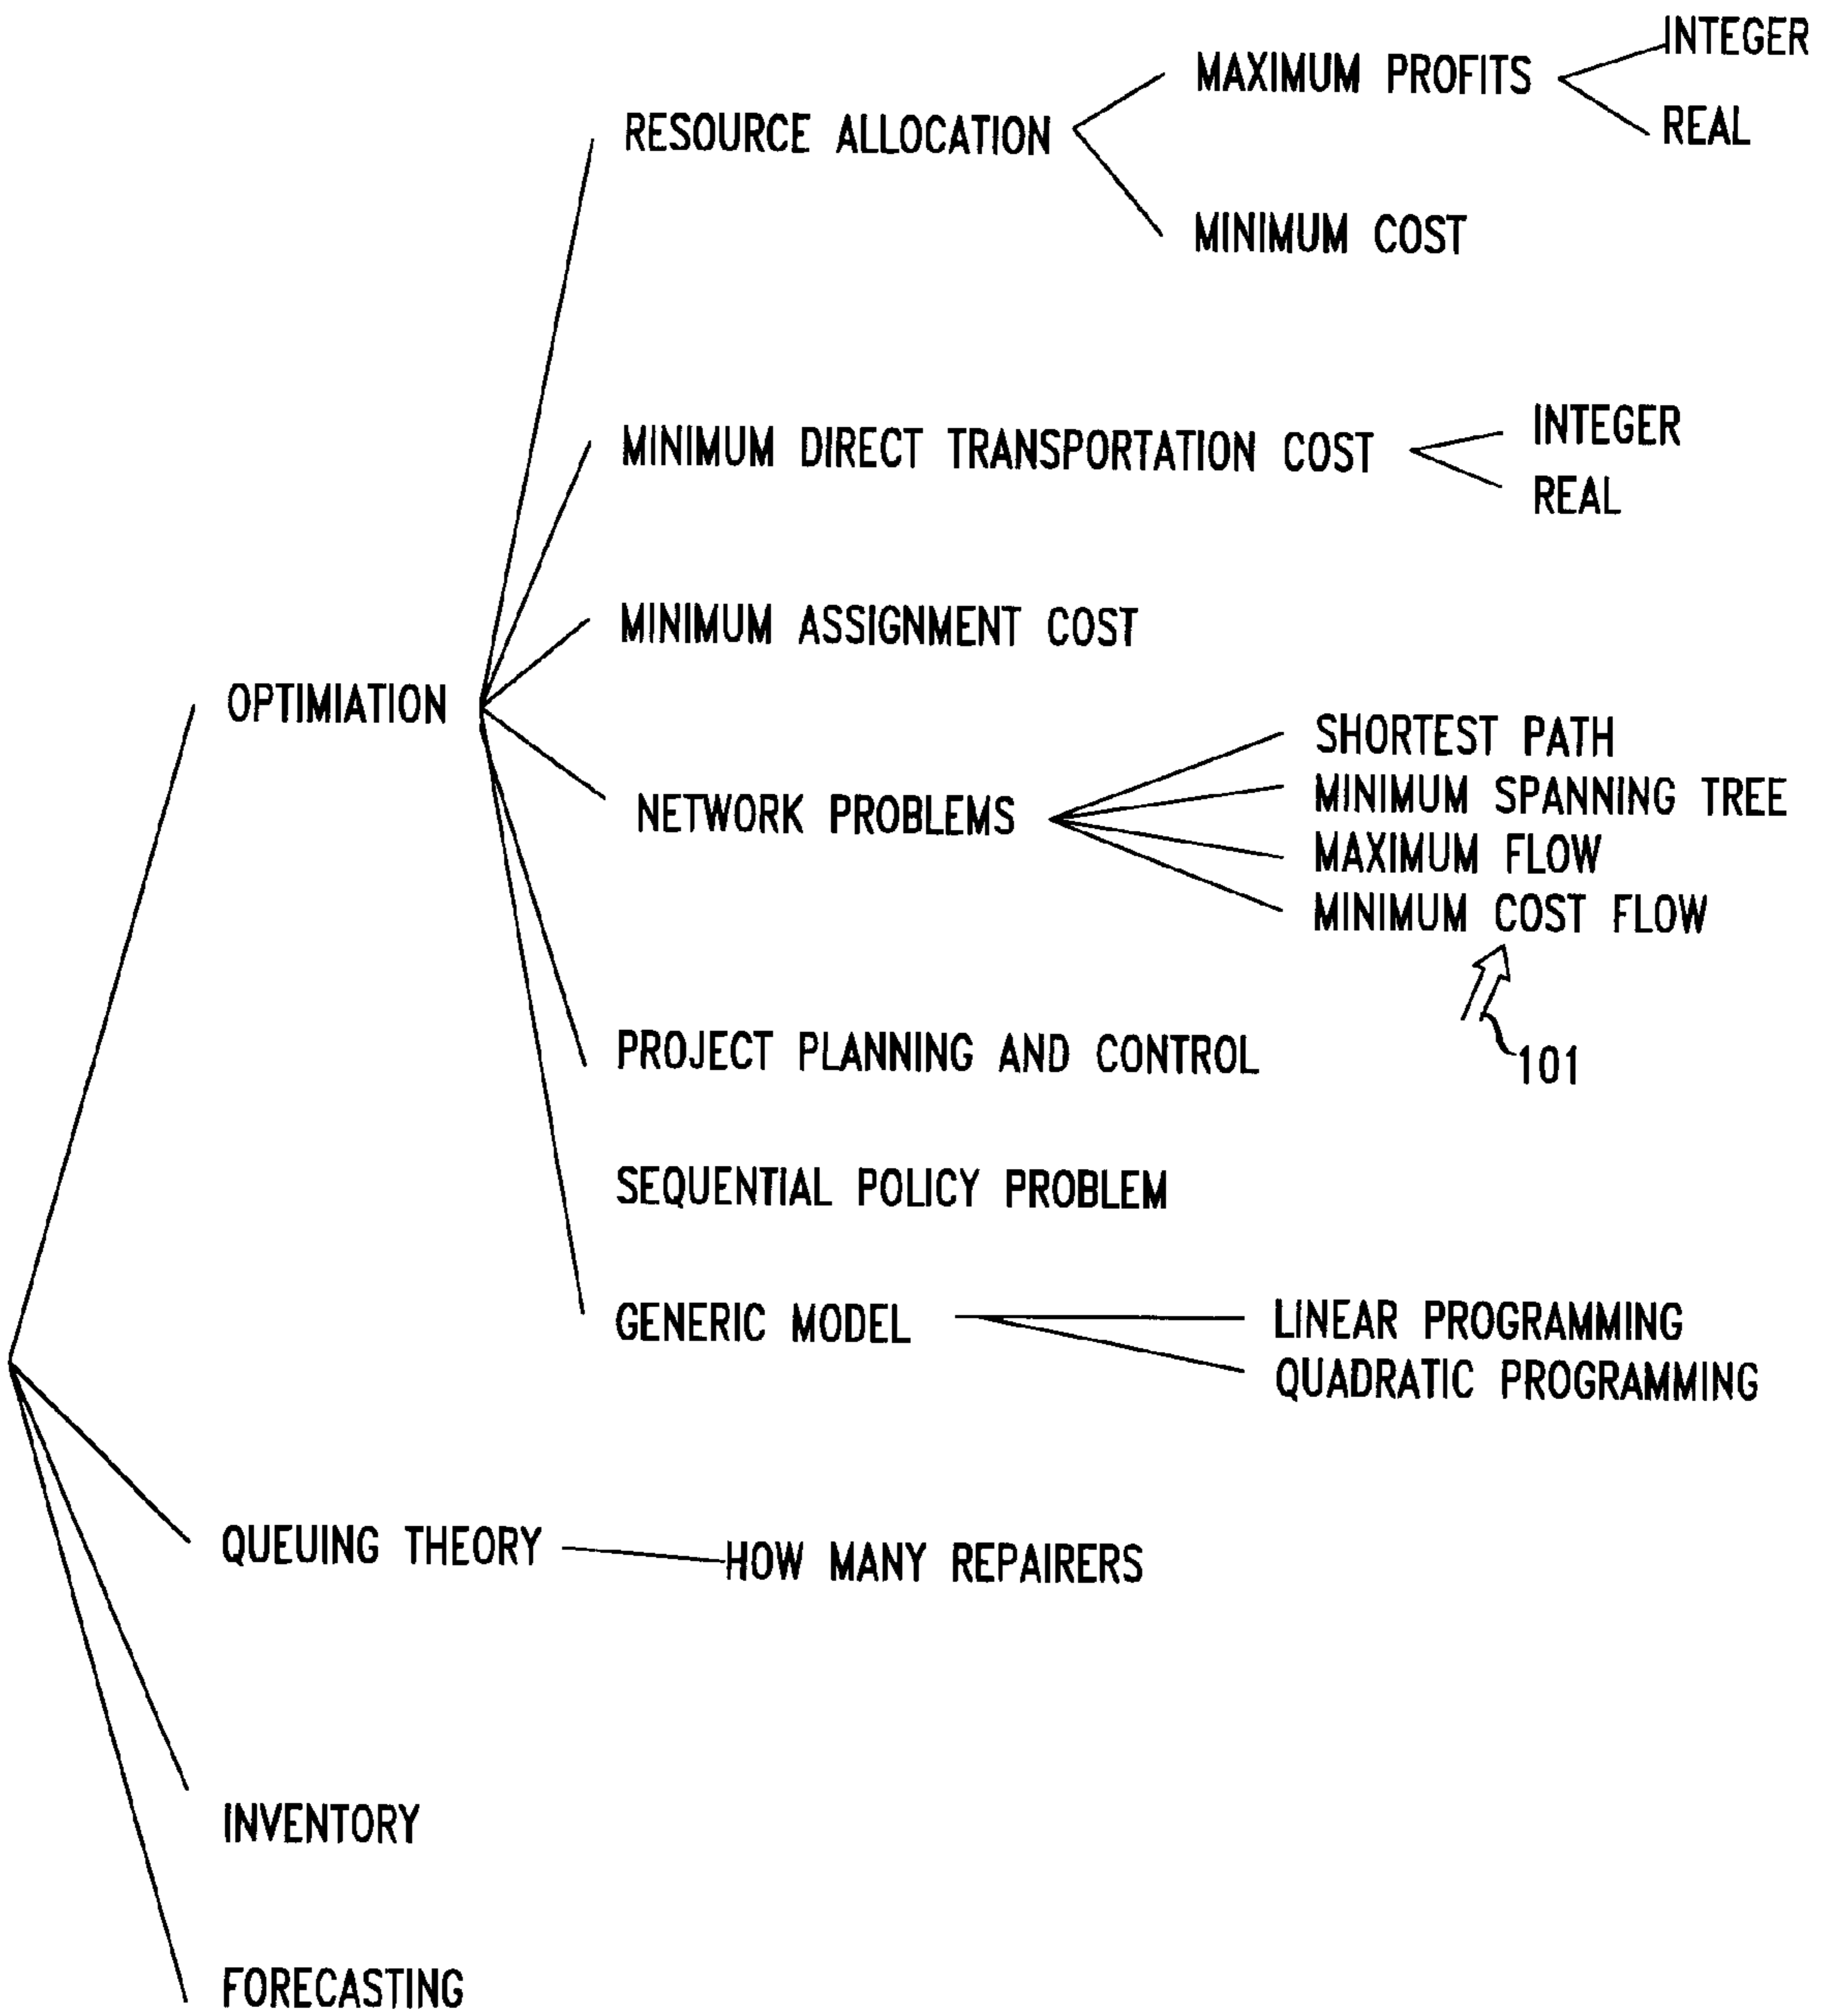 INTEGER
MAXIMUM PROFITS
REAL
RESOURCE ALLOCATION
MINIMUM COST
MINIMUM DIRECT TRANSPORTATION COST
INTEGER
REAL
MINIMUM ASSIGNMENT COST
OPTIMIATION
SHORTEST PATH
MINIMUM SPANNING TREE
NETWORK PROBLEMS
MAXIMUM FLOW
MINIMUM COST FLOW
101
PROJECT PLANNING AND CONTROL
SEQUENTIAL POLICY PROBLEM
GENERIC MODEL
LINEAR PROGRAMMING
QUADRATIC PROGRAMMING
QUEUING THEORY
HOW MANY REPAIRERS
INVENTORY
FORECASTING